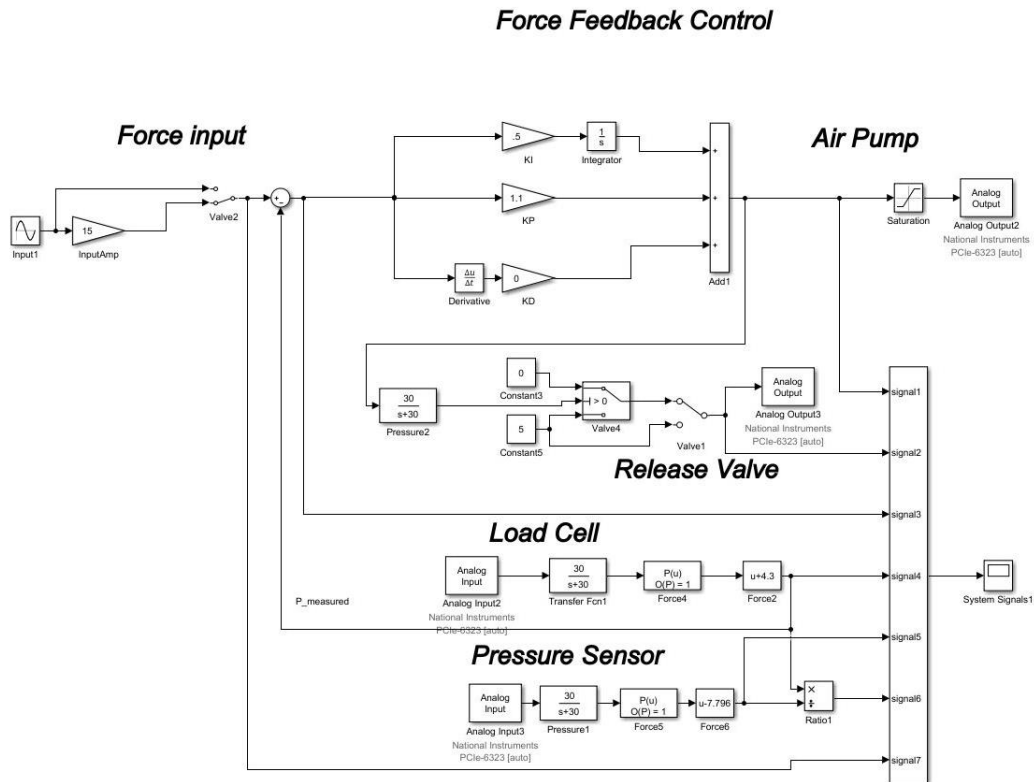 Force Feedback Control
Force input
Air Pump
.5
KI
1
s
Integrator
+
Analog
Output
Saturation
Analog Output2
National Instruments
PCIe-6323 [auto]
Input1
15
InputAmp
Valve2
+
−
1.1
KP
+
Δu
Δt
Derivative
0
KD
+
Add1
30
s+30
Pressure2
0
Constant3
5
Constant5
> 0
Valve4
Valve1
Analog
Output
Analog Output3
National Instruments
PCIe-6323 [auto]
Release Valve
signal1
signal2
signal3
signal4
signal5
signal6
signal7
System Signals1
Load Cell
Analog
Input
Analog Input2
National Instruments
PCIe-6323 [auto]
30
s+30
Transfer Fcn1
P(u)
O(P) = 1
Force4
u+4.3
Force2
P_measured
Pressure Sensor
Analog
Input
Analog Input3
National Instruments
PCIe-6323 [auto]
30
s+30
Pressure1
P(u)
O(P) = 1
Force5
u-7.796
Force6
×
÷
Ratio1